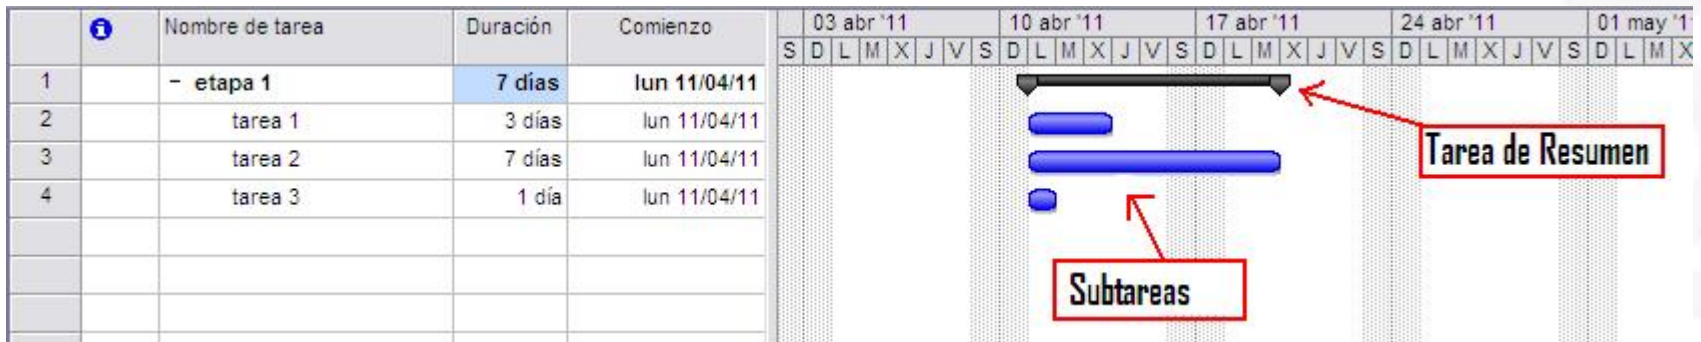 Nombre de tarea Duración Comienzo 03 abr '11 10 abr '11 17 abr '11 24 abr '11 01 may '1
S D L M X J V S D L M X J V S D L M X J V S D L M X J V S D L M X
1 − etapa 1 7 días lun 11/04/11
2 tarea 1 3 días lun 11/04/11
3 tarea 2 7 días lun 11/04/11
4 tarea 3 1 día lun 11/04/11
Tarea de Resumen
Subtareas